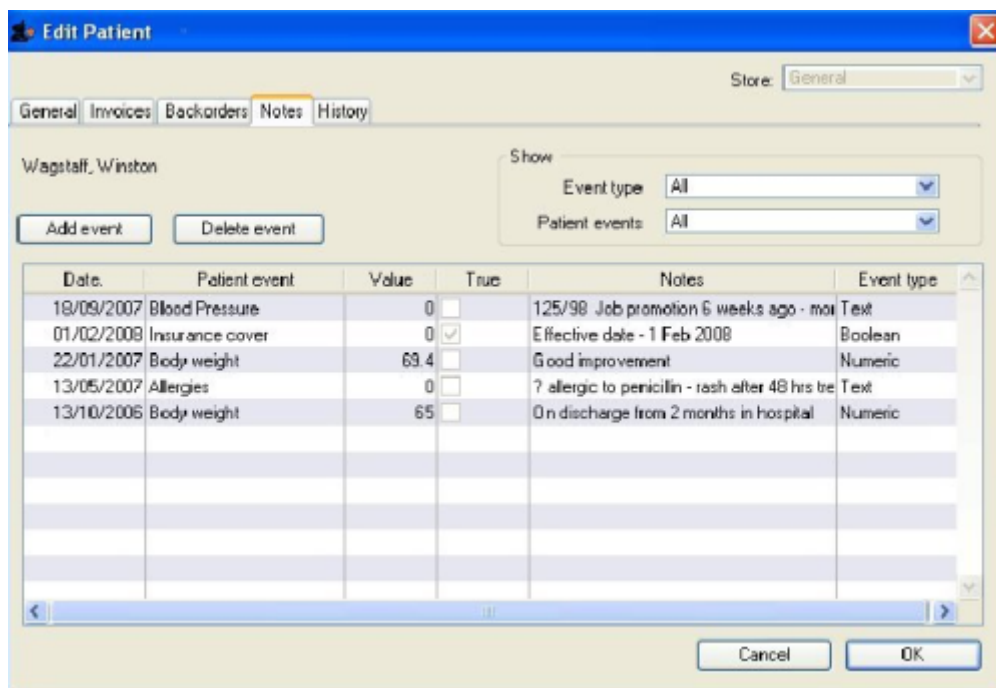 Edit Patient
Store: General
General Invoices Backorders Notes History
Wagstaff, Winston
Show
Event type All
Patient events All
Add event Delete event
Date. Patient event Value True Notes Event type
18/09/2007 Blood Pressure 0 125/98 Job promotion 6 weeks ago - mor Text
01/02/2008 Insurance cover 0 Effective date - 1 Feb 2008 Boolean
22/01/2007 Body weight 69.4 Good improvement Numeric
13/05/2007 Allergies 0 ? allergic to penicillin - rash after 48 hrs tre Text
13/10/2006 Body weight 65 On discharge from 2 months in hospital Numeric
Cancel OK